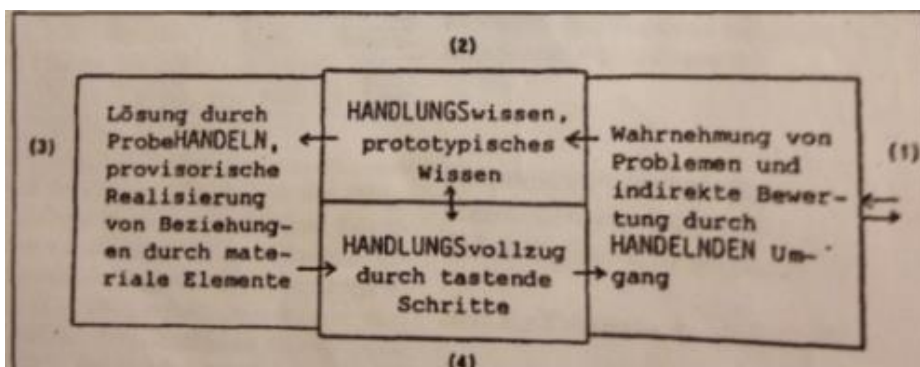 (2)
(3)
Lösung durch
ProbeHANDELN,
provisorische
Realisierung
von Beziehung-
en durch mate-
riale Elemente
HANDLUNGSwissen,
prototypisches
Wissen
HANDLUNGSvollzug
durch tastende
Schritte
Wahrnehmung von
Problemen und
indirekte Bewer-
tung durch
HANDELNDEN Um-
gang
(1)
(4)